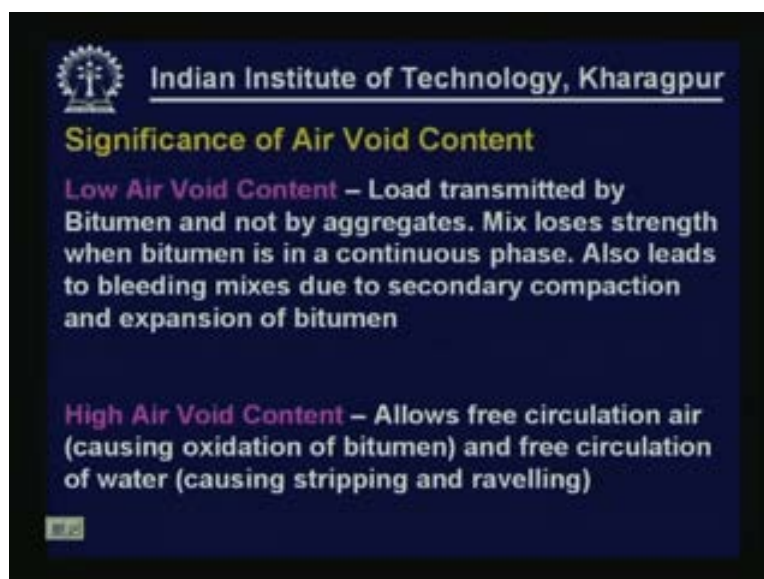 Indian Institute of Technology, Kharagpur
Significance of Air Void Content
Low Air Void Content – Load transmitted by
Bitumen and not by aggregates. Mix loses strength
when bitumen is in a continuous phase. Also leads
to bleeding mixes due to secondary compaction
and expansion of bitumen
High Air Void Content – Allows free circulation air
(causing oxidation of bitumen) and free circulation
of water (causing stripping and ravelling)